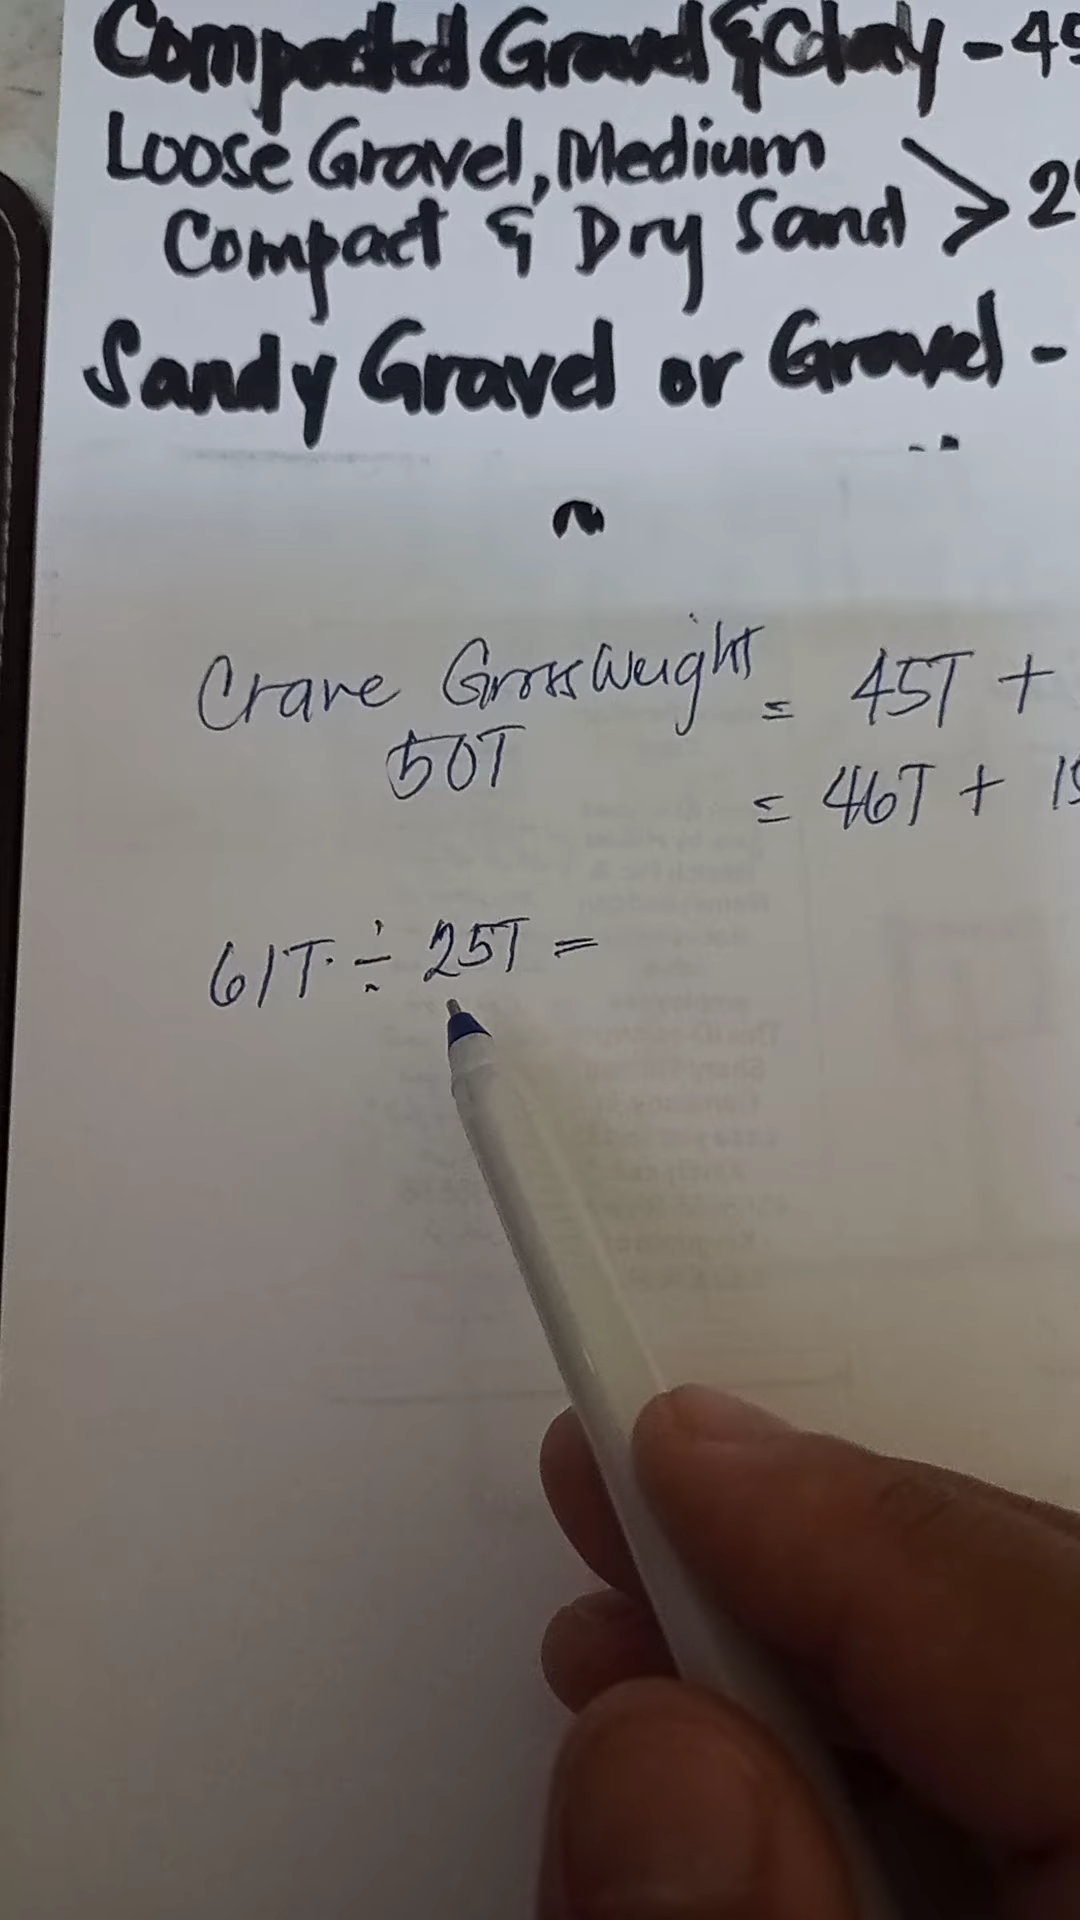 Compacted Gravel & Clay - 45
Loose Gravel, Medium
Compact & Dry Sand > 2
Sandy Gravel or Gravel -
Crane Gross Weight = 45T +
50T = 46T + 15
61T ÷ 25T =